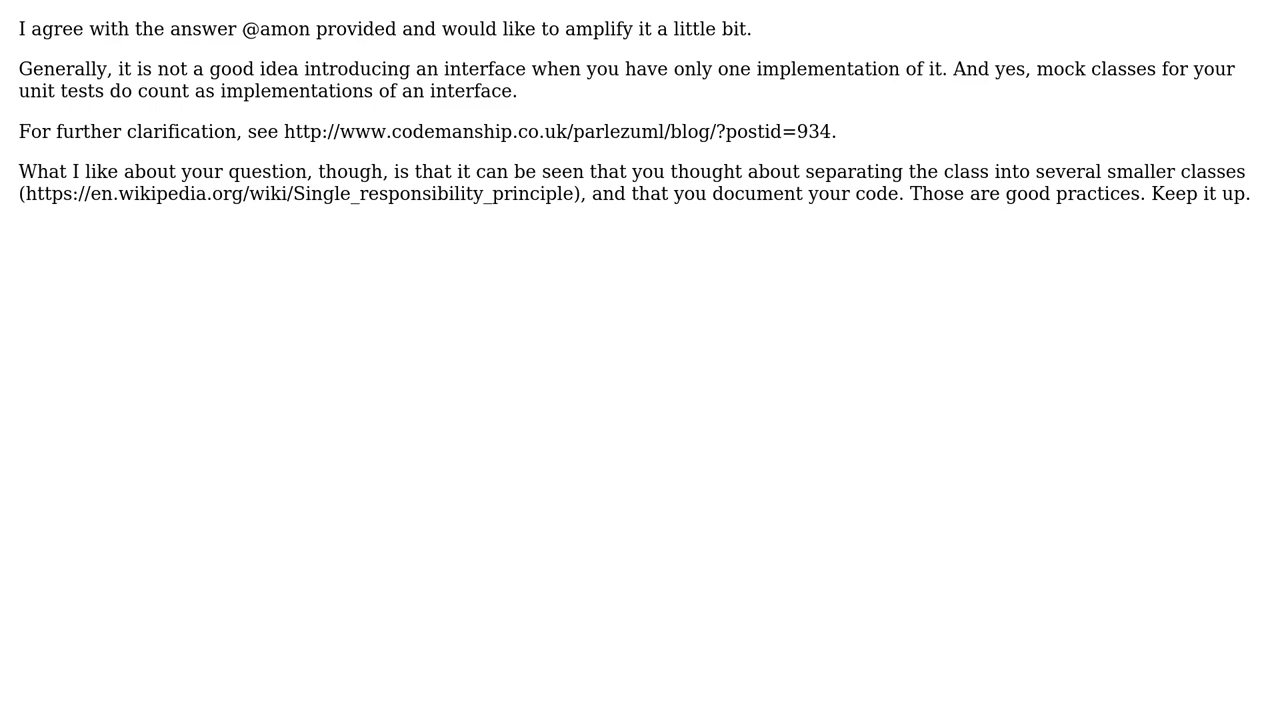 I agree with the answer @amon provided and would like to amplify it a little bit.
Generally, it is not a good idea introducing an interface when you have only one implementation of it. And yes, mock classes for your
unit tests do count as implementations of an interface.
For further clarification, see http://www.codemanship.co.uk/parlezuml/blog/?postid=934.
What I like about your question, though, is that it can be seen that you thought about separating the class into several smaller classes
(https://en.wikipedia.org/wiki/Single_responsibility_principle), and that you document your code. Those are good practices. Keep it up.